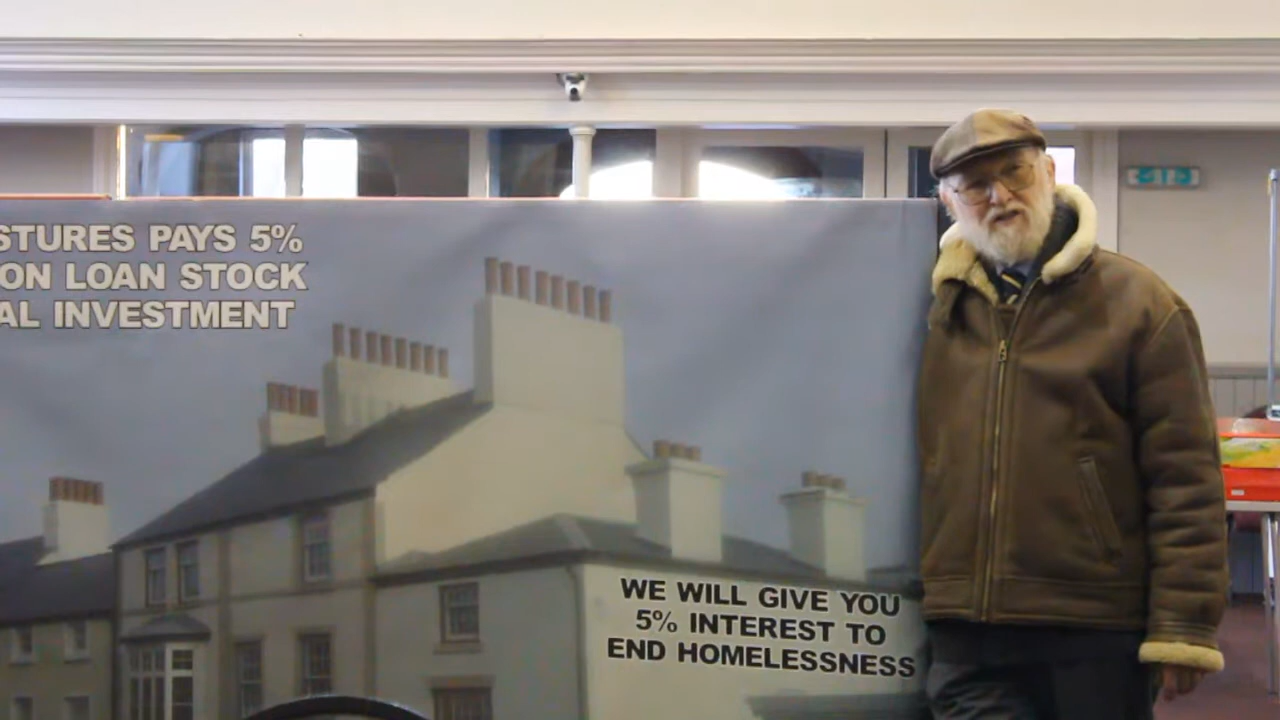 STURES PAYS 5%
ON LOAN STOCK
AL INVESTMENT
WE WILL GIVE YOU
5% INTEREST TO
END HOMELESSNESS